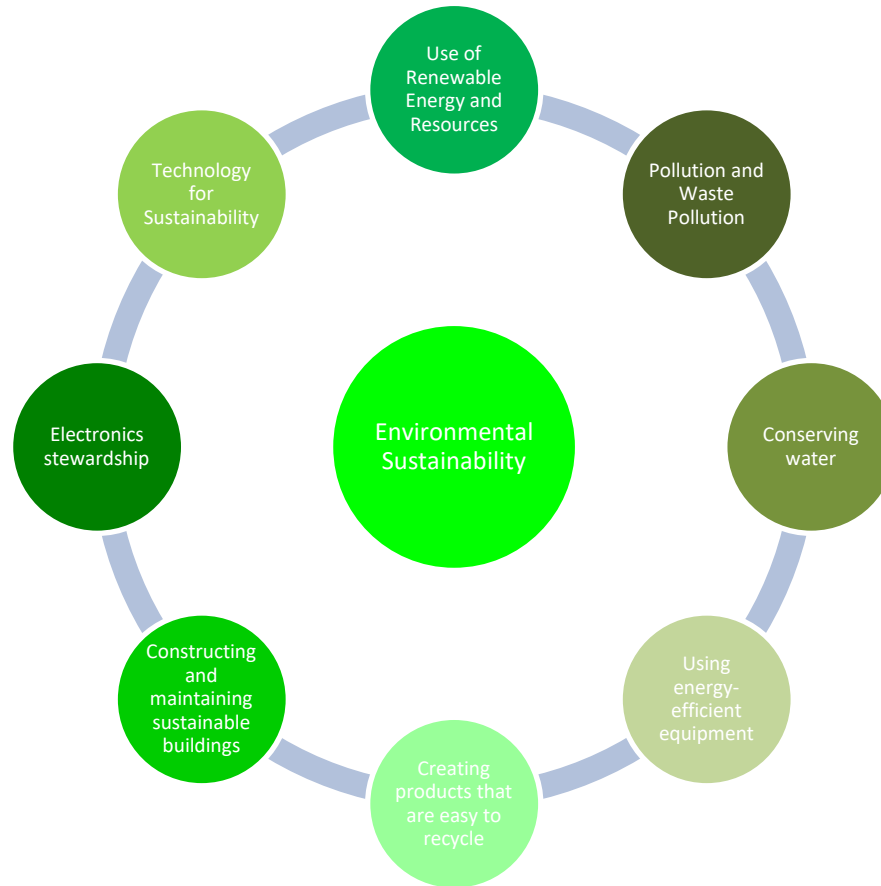 Use of
Renewable
Energy and
Resources
Pollution and
Waste
Pollution
Conserving
water
Using
energy-
efficient
equipment
Creating
products that
are easy to
recycle
Constructing
and
maintaining
sustainable
buildings
Electronics
stewardship
Technology
for
Sustainability
Environmental
Sustainability